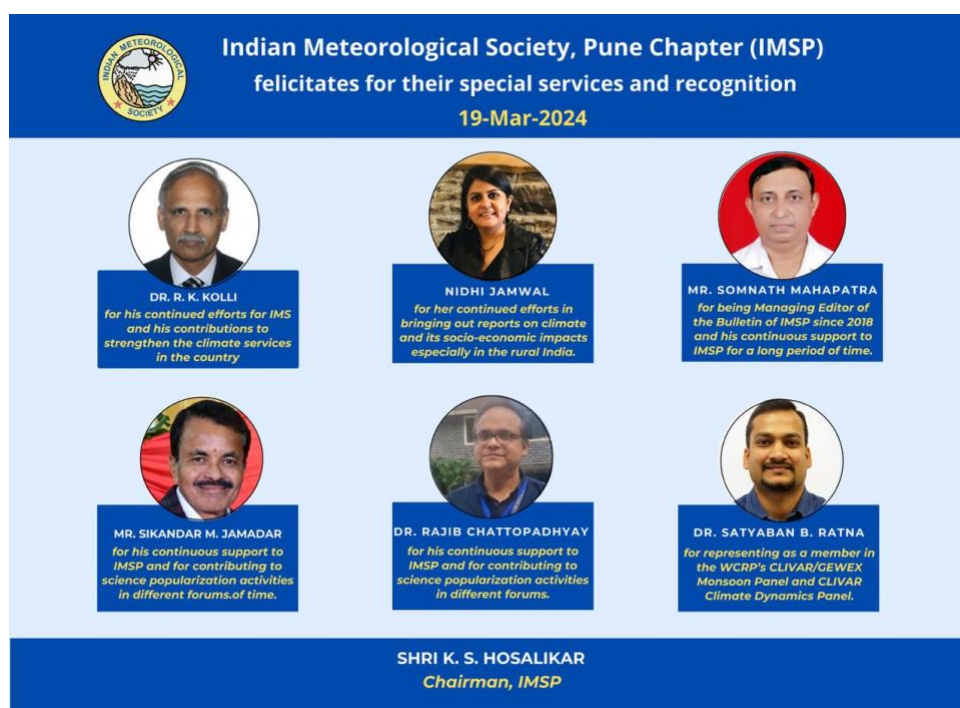 INDIAN METEOROLOGICAL
SOCIETY
Indian Meteorological Society, Pune Chapter (IMSP)
felicitates for their special services and recognition
19-Mar-2024
DR. R. K. KOLLI
for his continued efforts for IMS
and his contributions to
strengthen the climate services
in the country
NIDHI JAMWAL
for her continued efforts in
bringing out reports on climate
and its socio-economic impacts
especially in the rural India.
MR. SOMNATH MAHAPATRA
for being Managing Editor of
the Bulletin of IMSP since 2018
and his continuous support to
IMSP for a long period of time.
MR. SIKANDAR M. JAMADAR
for his continuous support to
IMSP and for contributing to
science popularization activities
in different forums.of time.
DR. RAJIB CHATTOPADHYAY
for his continuous support to
IMSP and for contributing to
science popularization activities
in different forums.
DR. SATYABAN B. RATNA
for representing as a member in
the WCRP's CLIVAR/GEWEX
Monsoon Panel and CLIVAR
Climate Dynamics Panel.
SHRI K. S. HOSALIKAR
Chairman, IMSP